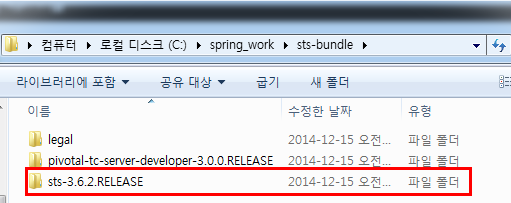 컴퓨터 ▸ 로컬 디스크 (C:) ▸ spring_work ▸ sts-bundle ▸
라이브러리에 포함 ▾ 공유 대상 ▾ 굽기 새 폴더
이름 수정한 날짜 유형
legal 2014-12-15 오전... 파일 폴더
pivotal-tc-server-developer-3.0.0.RELEASE 2014-12-15 오전... 파일 폴더
sts-3.6.2.RELEASE 2014-12-15 오전... 파일 폴더